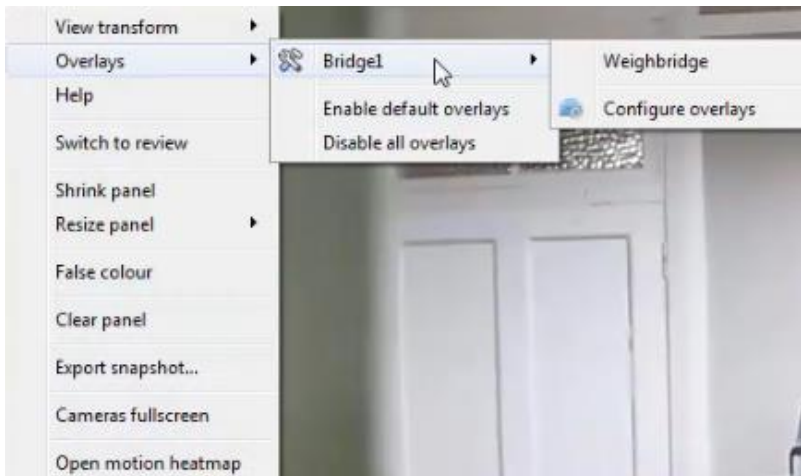 View transform
Overlays
Help
Switch to review
Shrink panel
Resize panel
False colour
Clear panel
Export snapshot...
Cameras fullscreen
Open motion heatmap
Bridge1
Enable default overlays
Disable all overlays
Weighbridge
Configure overlays